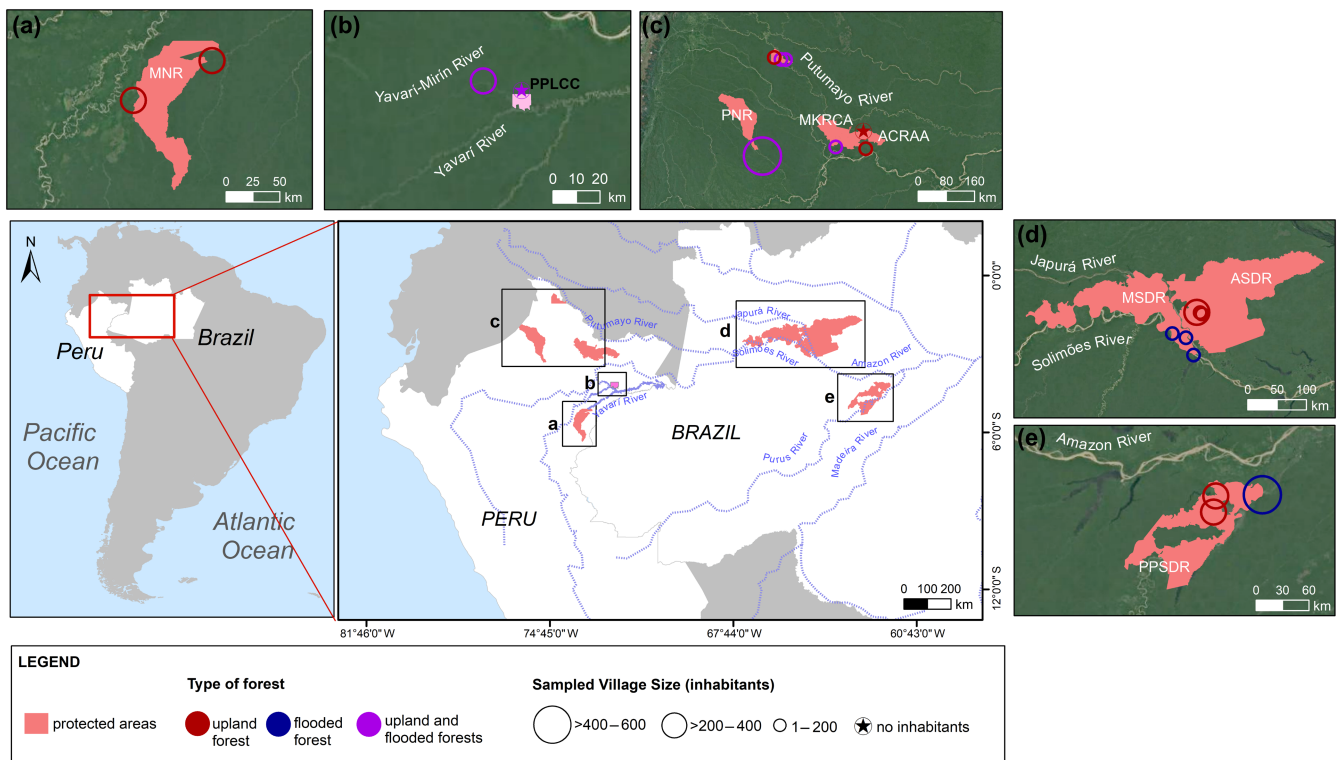 (a)
MNR
0 25 50
km
(b)
Yavarí-Mirín River
PPLCC
Yavarí River
0 10 20
km
(c)
Putumayo River
PNR
MKRCA
ACRAA
0 80 160
km
N
Peru
Brazil
Pacific
Ocean
Atlantic
Ocean
c
Putumayo River
d
Japurá River
Solimões River
Amazon River
b
Yavarí River
a
e
BRAZIL
Purus River
Madeira River
PERU
0 100 200
km
0°0'0"
6°0'0"S
12°0'0"S
81°46'0"W
74°45'0"W
67°44'0"W
60°43'0"W
(d)
Japurá River
ASDR
MSDR
Solimões River
0 50 100
km
(e)
Amazon River
PPSDR
0 30 60
km
LEGEND
Type of forest
Sampled Village Size (inhabitants)
protected areas
upland
forest
flooded
forest
upland and
flooded forests
>400–600
>200–400
1–200
no inhabitants